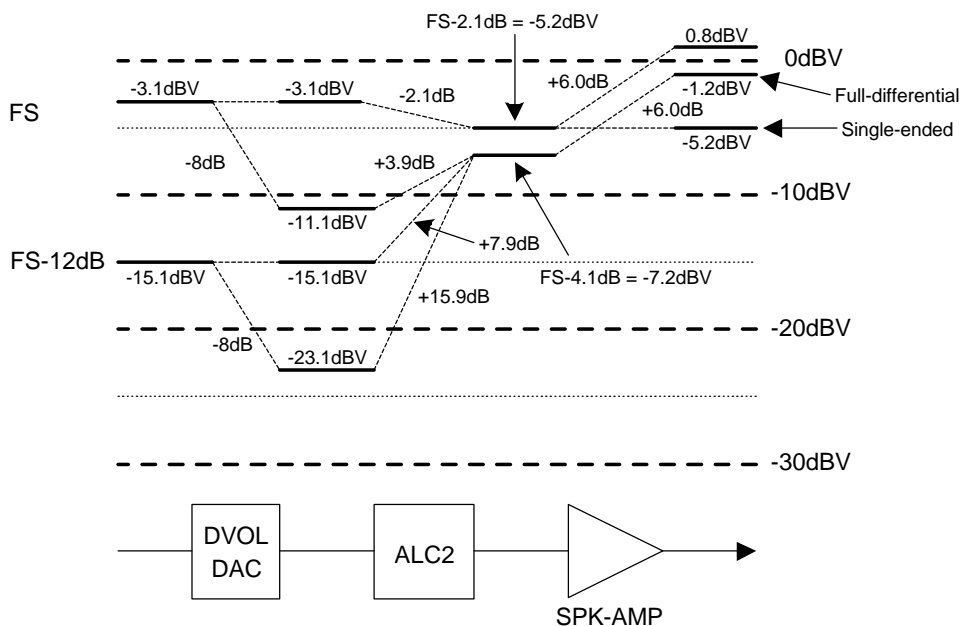 FS-2.1dB = -5.2dBV
0.8dBV
0dBV
-3.1dBV
-3.1dBV
-2.1dB
+6.0dB
-1.2dBV
Full-differential
FS
+6.0dB
Single-ended
-5.2dBV
-8dB
+3.9dB
-10dBV
-11.1dBV
+7.9dB
FS-12dB
-15.1dBV
-15.1dBV
FS-4.1dB = -7.2dBV
+15.9dB
-20dBV
-8dB
-23.1dBV
-30dBV
DVOL
DAC
ALC2
SPK-AMP